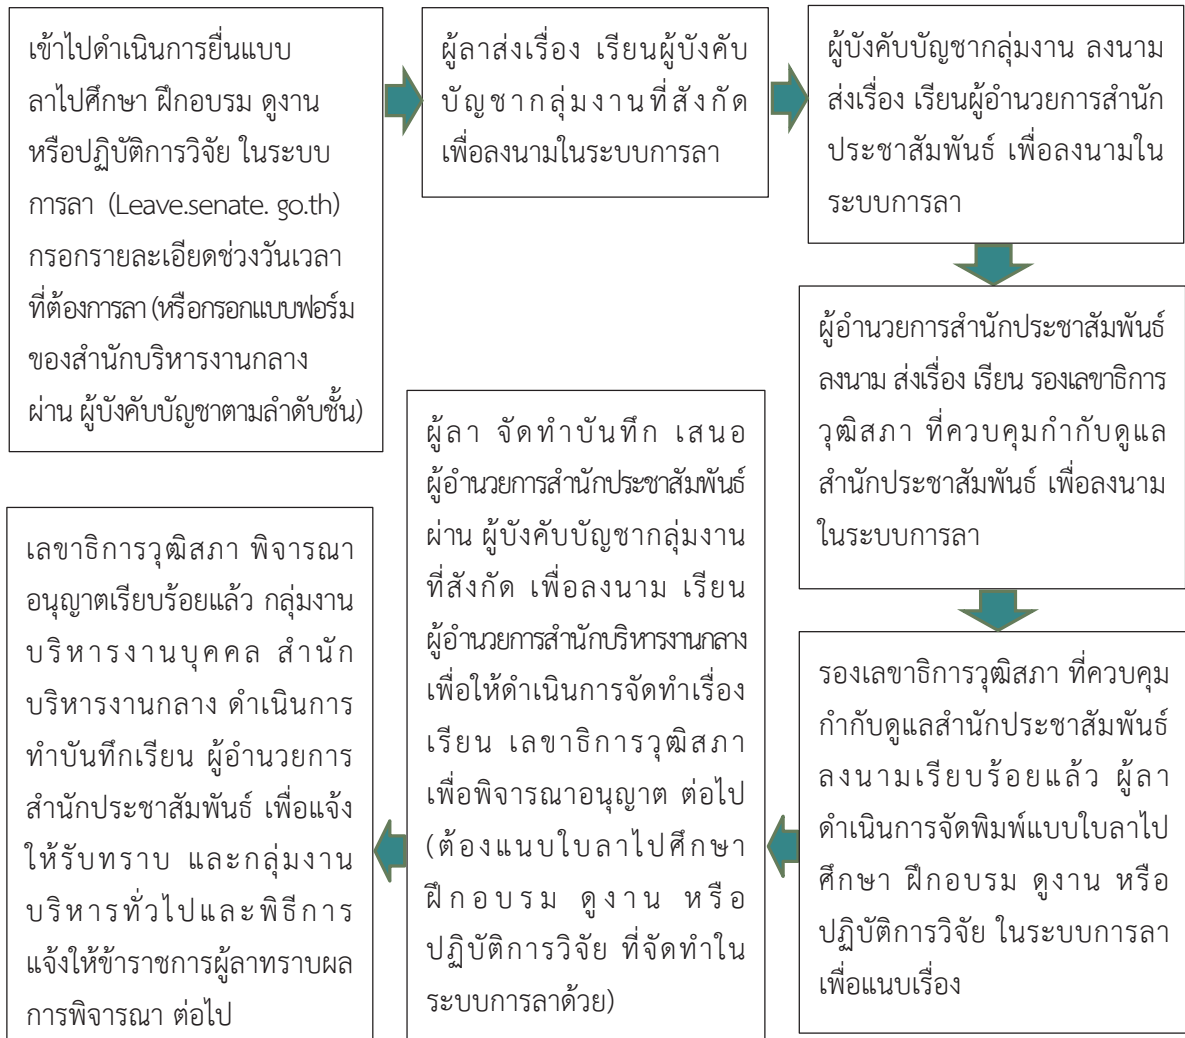 เข้าไปดำเนินการยื่นแบบ
ลาไปศึกษา ฝึกอบรม ดูงาน
หรือปฏิบัติการวิจัย ในระบบ
การลา (Leave.senate. go.th)
กรอกรายละเอียดช่วงวันเวลา
ที่ต้องการลา (หรือกรอกแบบฟอร์ม
ของสำนักบริหารงานกลาง
ผ่าน ผู้บังคับบัญชาตามลำดับชั้น)
ผู้ลาส่งเรื่อง เรียนผู้บังคับ
บัญชากลุ่มงานที่สังกัด
เพื่อลงนามในระบบการลา
ผู้บังคับบัญชากลุ่มงาน ลงนาม
ส่งเรื่อง เรียนผู้อำนวยการสำนัก
ประชาสัมพันธ์ เพื่อลงนามใน
ระบบการลา
ผู้อำนวยการสำนักประชาสัมพันธ์
ลงนาม ส่งเรื่อง เรียน รองเลขาธิการ
วุฒิสภา ที่ควบคุมกำกับดูแล
สำนักประชาสัมพันธ์ เพื่อลงนาม
ในระบบการลา
รองเลขาธิการวุฒิสภา ที่ควบคุม
กำกับดูแลสำนักประชาสัมพันธ์
ลงนามเรียบร้อยแล้ว ผู้ลา
ดำเนินการจัดพิมพ์แบบใบลาไป
ศึกษา ฝึกอบรม ดูงาน หรือ
ปฏิบัติการวิจัย ในระบบการลา
เพื่อแนบเรื่อง
ผู้ลา จัดทำบันทึก เสนอ
ผู้อำนวยการสำนักประชาสัมพันธ์
ผ่าน ผู้บังคับบัญชากลุ่มงาน
ที่สังกัด เพื่อลงนาม เรียน
ผู้อำนวยการสำนักบริหารงานกลาง
เพื่อให้ดำเนินการจัดทำเรื่อง
เรียน เลขาธิการวุฒิสภา
เพื่อพิจารณาอนุญาต ต่อไป
(ต้องแนบใบลาไปศึกษา
ฝึกอบรม ดูงาน หรือ
ปฏิบัติการวิจัย ที่จัดทำใน
ระบบการลาด้วย)
เลขาธิการวุฒิสภา พิจารณา
อนุญาตเรียบร้อยแล้ว กลุ่มงาน
บริหารงานบุคคล สำนัก
บริหารงานกลาง ดำเนินการ
ทำบันทึกเรียน ผู้อำนวยการ
สำนักประชาสัมพันธ์ เพื่อแจ้ง
ให้รับทราบ และกลุ่มงาน
บริหารทั่วไปและพิธีการ
แจ้งให้ข้าราชการผู้ลาทราบผล
การพิจารณา ต่อไป